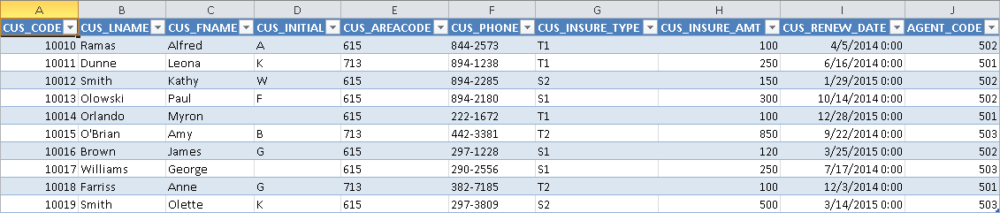 A B C D E F G H I J
CUS_CODE CUS_LNAME CUS_FNAME CUS_INITIAL CUS_AREACODE CUS_PHONE CUS_INSURE_TYPE CUS_INSURE_AMT CUS_RENEW_DATE AGENT_CODE
10010 Ramas Alfred A 615 844-2573 T1 100 4/5/2014 0:00 502
10011 Dunne Leona K 713 894-1238 T1 250 6/16/2014 0:00 501
10012 Smith Kathy W 615 894-2285 S2 150 1/29/2015 0:00 502
10013 Olowski Paul F 615 894-2180 S1 300 10/14/2014 0:00 502
10014 Orlando Myron 615 222-1672 T1 100 12/28/2015 0:00 501
10015 O'Brian Amy B 713 442-3381 T2 850 9/22/2014 0:00 503
10016 Brown James G 615 297-1228 S1 120 3/25/2015 0:00 502
10017 Williams George 615 290-2556 S1 250 7/17/2014 0:00 503
10018 Farriss Anne G 713 382-7185 T2 100 12/3/2014 0:00 501
10019 Smith Olette K 615 297-3809 S2 500 3/14/2015 0:00 503